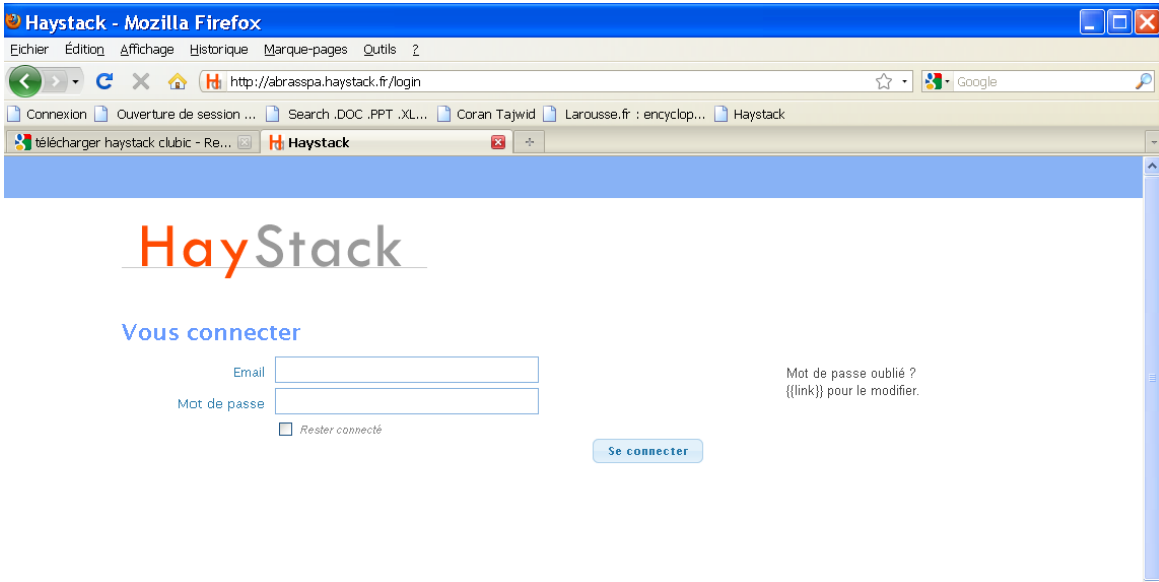 Haystack - Mozilla Firefox
Fichier Édition Affichage Historique Marque-pages Outils ?
http://abrasspa.haystack.fr/login Google
Connexion Ouverture de session ... Search .DOC .PPT .XL... Coran Tajwid Larousse.fr : encyclop... Haystack
télécharger haystack clubic - Re... Haystack
HayStack
Vous connecter
Email
Mot de passe oublié ?
{{link}} pour le modifier.
Mot de passe
Rester connecté
Se connecter